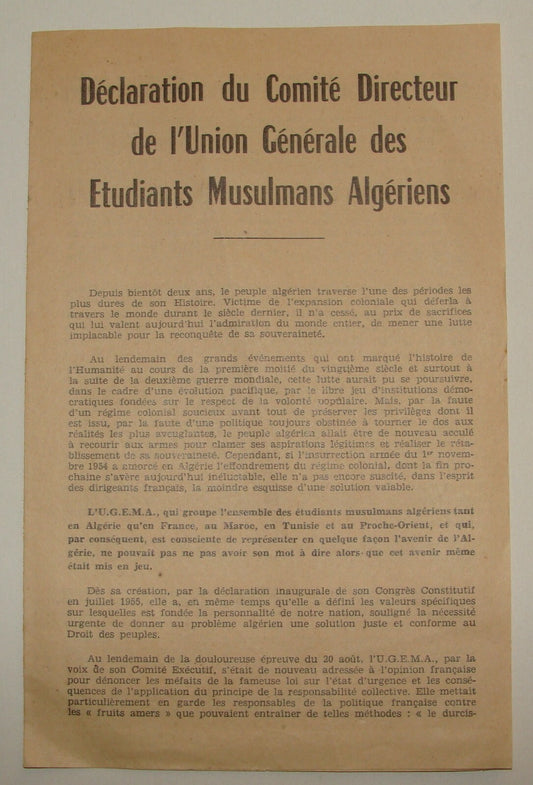 Déclaration du Comité Directeur
de l'Union Générale des
Etudiants Musulmans Algériens
Depuis bientôt deux ans, le peuple algérien traverse l'une des périodes les
plus dures de son Histoire. Victime de l'expansion coloniale qui déferla à
travers le monde durant le siècle dernier, il n'a cessé, au prix de sacrifices
qui lui valent aujourd'hui l'admiration du monde entier, de mener une lutte
implacable pour la reconquête de sa souveraineté.
Au lendemain des grands événements qui ont marqué l'histoire de
l'Humanité au cours de la première moitié du vingtième siècle et surtout à
la suite de la deuxième guerre mondiale, cette lutte aurait pu se poursuivre,
dans le cadre d'une évolution pacifique, par le libre jeu d'institutions démo-
cratiques fondées sur le respect de la volonté populaire. Mais, par la faute
d'un régime colonial soucieux avant tout de préserver les privilèges dont il
est issu, par la faute d'une politique toujours obstinée à tourner le dos aux
réalités les plus aveuglantes, le peuple algérien allait être de nouveau acculé
à recourir aux armes pour clamer ses aspirations légitimes et réaliser le réta-
blissement de sa souveraineté. Cependant, si l'insurrection armée du 1er novem-
bre 1954 a amorcé en Algérie l'effondrement du régime colonial, dont la fin pro-
chaine s'avère aujourd'hui inéluctable, elle n'a pas encore suscité, dans l'esprit
des dirigeants français, la moindre esquisse d'une solution valable.
L'U.G.E.M.A., qui groupe l'ensemble des étudiants musulmans algériens tant
en Algérie qu'en France, au Maroc, en Tunisie et au Proche-Orient, et qui,
par conséquent, est consciente de représenter en quelque façon l'avenir de l'Al-
gérie, ne pouvait pas ne pas avoir son mot à dire alors que cet avenir même
était mis en jeu.
Dès sa création, par la déclaration inaugurale de son Congrès Constitutif
en juillet 1955, elle a, en même temps qu'elle a défini les valeurs spécifiques
sur lesquelles est fondée la personnalité de notre nation, souligné la nécessité
urgente de donner au problème algérien une solution juste et conforme au
Droit des peuples.
Au lendemain de la douloureuse épreuve du 20 août, l'U.G.E.M.A., par la
voix de son Comité Exécutif, s'était de nouveau adressée à l'opinion française
pour dénoncer les méfaits de la fameuse loi sur l'état d'urgence et les consé-
quences de l'application du principe de la responsabilité collective. Elle mettait
particulièrement en garde les responsables de la politique française contre
les « fruits amers » que pouvaient entraîner de telles méthodes : « le durcis-